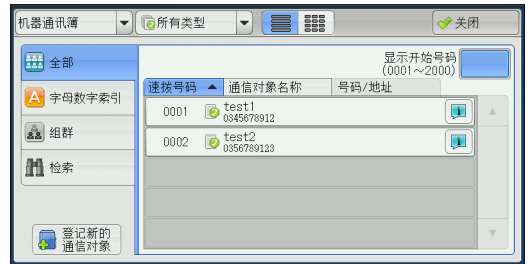 机器通讯簿
所有类型
关闭
全部
字母数字索引
组群
检索
登记新的
通信对象
显示开始号码
(0001～2000)
速拨号码 通信对象名称 号码/地址
0001 test1
0345678912
0002 test2
0356789123